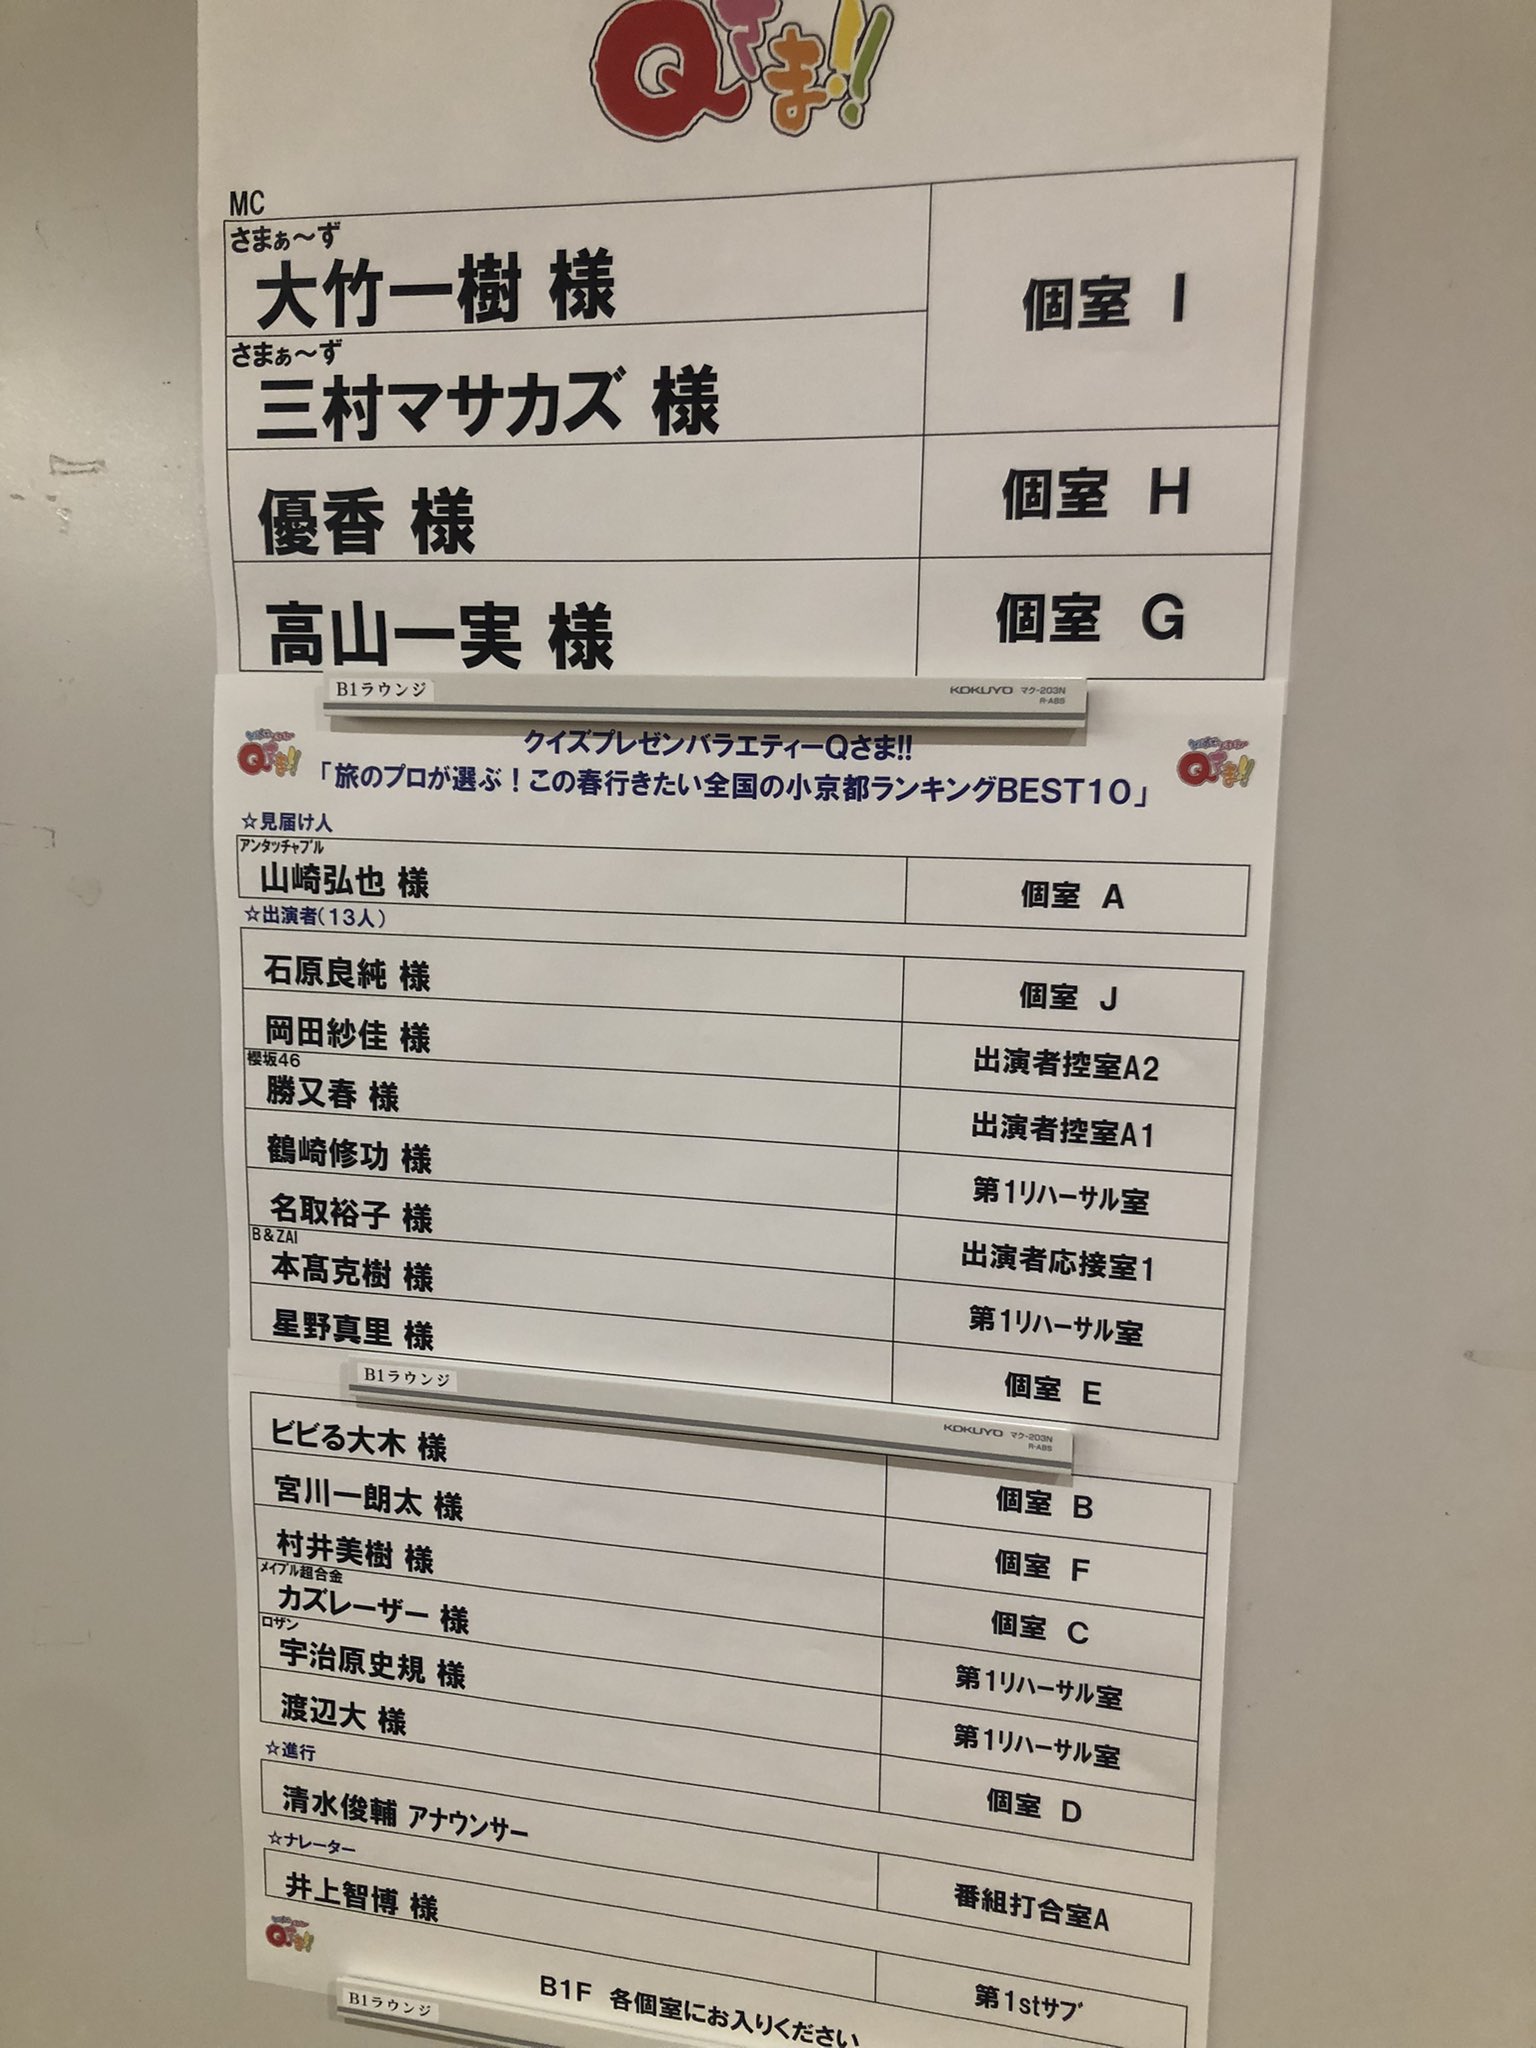 Qさま!!
MC
さまぁ～ず
大竹一樹 様
個室 I
さまぁ～ず
三村マサカズ 様
優香 様
個室 H
高山一実 様
個室 G
B1ラウンジ
KOKUYO マク-203N
R-ABS
クイズプレゼンバラエティーQさま!!
「旅のプロが選ぶ！この春行きたい全国の小京都ランキングBEST10」
☆見届け人
アンタッチャブル
山崎弘也 様
個室 A
☆出演者(13人)
石原良純 様
個室 J
岡田紗佳 様
出演者控室A2
櫻坂46
勝又春 様
出演者控室A1
鶴崎修功 様
第1リハーサル室
名取裕子 様
出演者応接室1
B&ZAI
本髙克樹 様
第1リハーサル室
星野真里 様
個室 E
B1ラウンジ
KOKUYO マク-203N
R-ABS
ビビる大木 様
個室 B
宮川一朗太 様
個室 F
村井美樹 様
個室 C
メイプル超合金
カズレーザー 様
第1リハーサル室
ロザン
宇治原史規 様
第1リハーサル室
渡辺大 様
個室 D
☆進行
清水俊輔 アナウンサー
番組打合室A
☆ナレーター
井上智博 様
第1stサブ
B1F 各個室にお入りください
B1ラウンジ